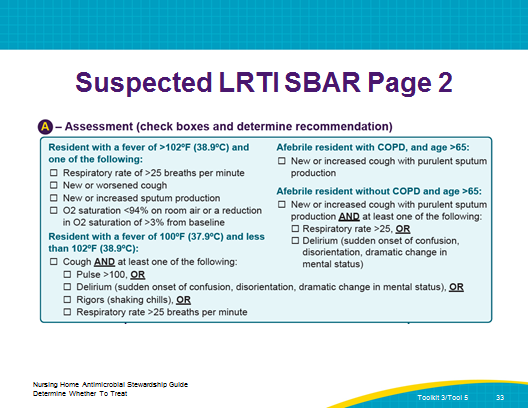 Suspected LRTI SBAR Page 2
A – Assessment (check boxes and determine recommendation)
Resident with a fever of >102ºF (38.9ºC) and
one of the following:
Respiratory rate of >25 breaths per minute
New or worsened cough
New or increased sputum production
O2 saturation <94% on room air or a reduction
in O2 saturation of >3% from baseline
Resident with a fever of 100ºF (37.9ºC) and less
than 102ºF (38.9ºC):
Cough AND at least one of the following:
Pulse >100, OR
Delirium (sudden onset of confusion, disorientation, dramatic change in mental status), OR
Rigors (shaking chills), OR
Respiratory rate >25 breaths per minute
Afebrile resident with COPD, and age >65:
New or increased cough with purulent sputum
production
Afebrile resident without COPD and age >65:
New or increased cough with purulent sputum
production AND at least one of the following:
Respiratory rate >25, OR
Delirium (sudden onset of confusion,
disorientation, dramatic change in
mental status)
Nursing Home Antimicrobial Stewardship Guide
Determine Whether To Treat
Toolkit 3/Tool 5
33